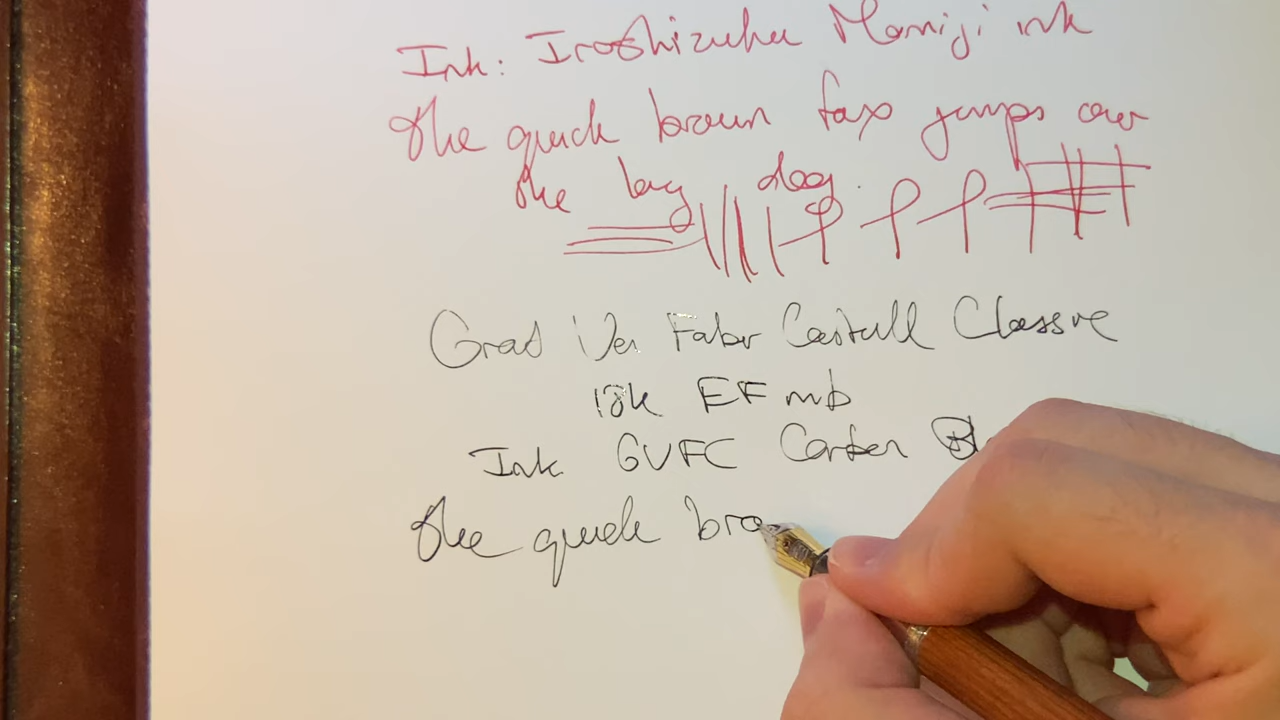 Ink: Iroshizuku Momiji ink
The quick brown fox jumps over
the lazy dog.
Graf Von Faber Castell Classic
18k EF nib
Ink GVFC Carbon
The quick bro